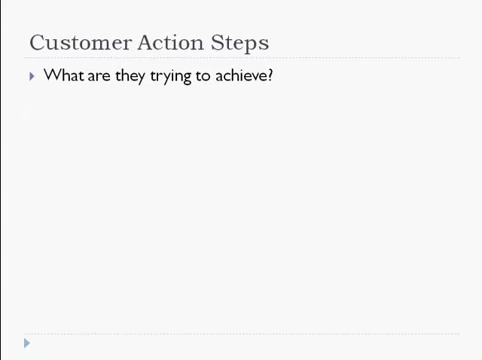 Customer Action Steps
What are they trying to achieve?